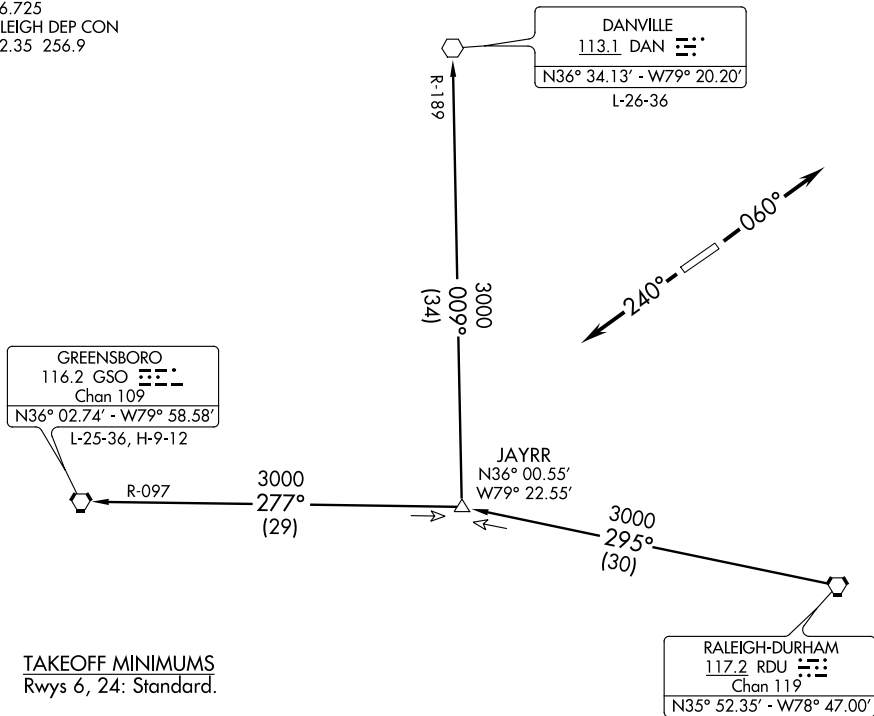 6.725
LEIGH DEP CON
2.35 256.9
DANVILLE
113.1 DAN
N36° 34.13' - W79° 20.20'
L-26-36
R-189
060°
240°
3000
009°
(34)
GREENSBORO
116.2 GSO
Chan 109
N36° 02.74' - W79° 58.58'
L-25-36, H-9-12
JAYRR
N36° 00.55'
W79° 22.55'
R-097
3000
277°
(29)
3000
295°
(30)
RALEIGH-DURHAM
117.2 RDU
Chan 119
N35° 52.35' - W78° 47.00'
TAKEOFF MINIMUMS
Rwys 6, 24: Standard.